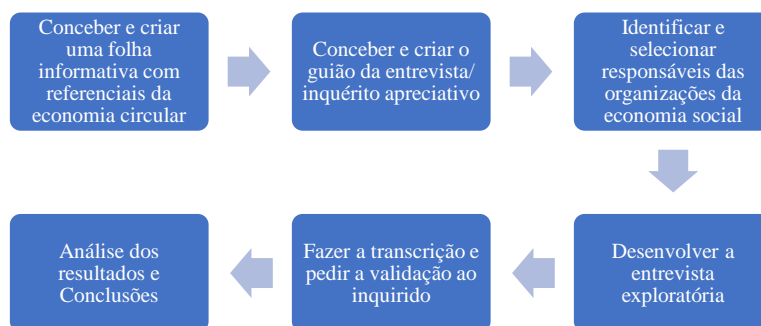 Conceber e criar
uma folha
informativa com
referenciais da
economia circular
Conceber e criar o
guião da entrevista/
inquérito apreciativo
Identificar e
selecionar
responsáveis das
organizações da
economia social
Desenvolver a
entrevista
exploratória
Fazer a transcrição e
pedir a validação ao
inquirido
Análise dos
resultados e
Conclusões